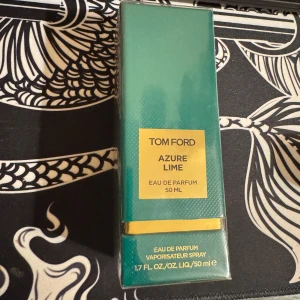 TOM FORD
AZURE
LIME
EAU DE PARFUM
50 ML
EAU DE PARFUM
VAPORISATEUR SPRAY
1.7 FL.OZ./OZ. LIQ./50 ml ℮